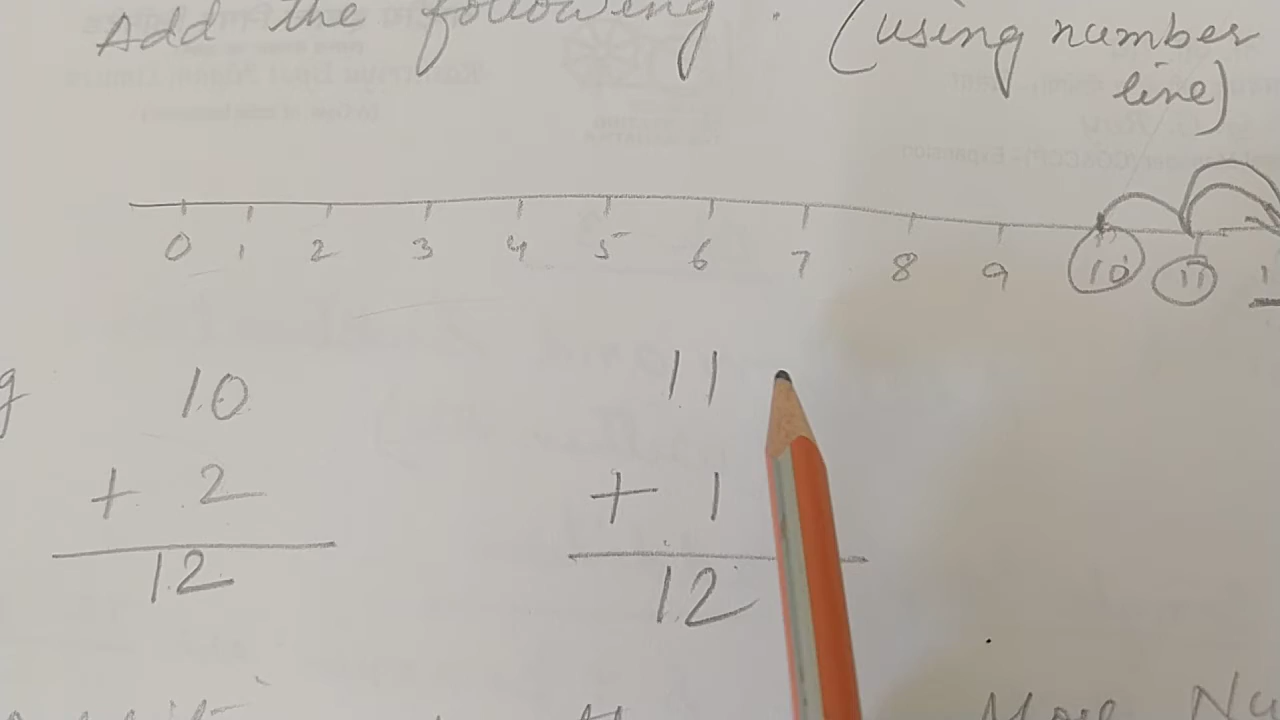 Add the following. (using number
line)
0 1 2 3 4 5 6 7 8 9 10 11
10
+ 2
12
11
+ 1
12